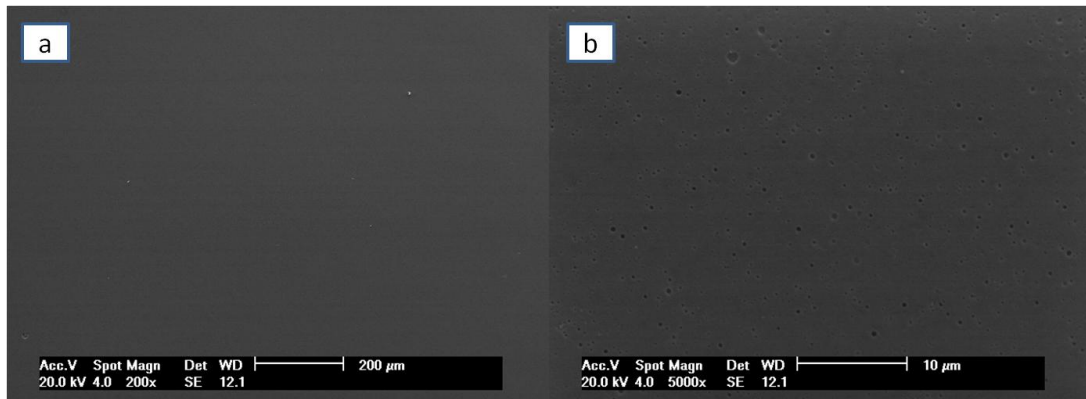 a
Acc.V Spot Magn Det WD 200 µm
20.0 kV 4.0 200x SE 12.1
b
Acc.V Spot Magn Det WD 10 µm
20.0 kV 4.0 5000x SE 12.1